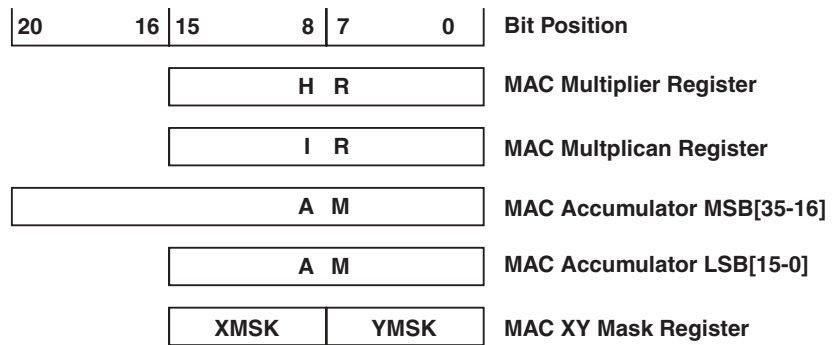 20 16 15 8 7 0 Bit Position
H R MAC Multiplier Register
I R MAC Multplican Register
A M MAC Accumulator MSB[35-16]
A M MAC Accumulator LSB[15-0]
XMSK YMSK MAC XY Mask Register